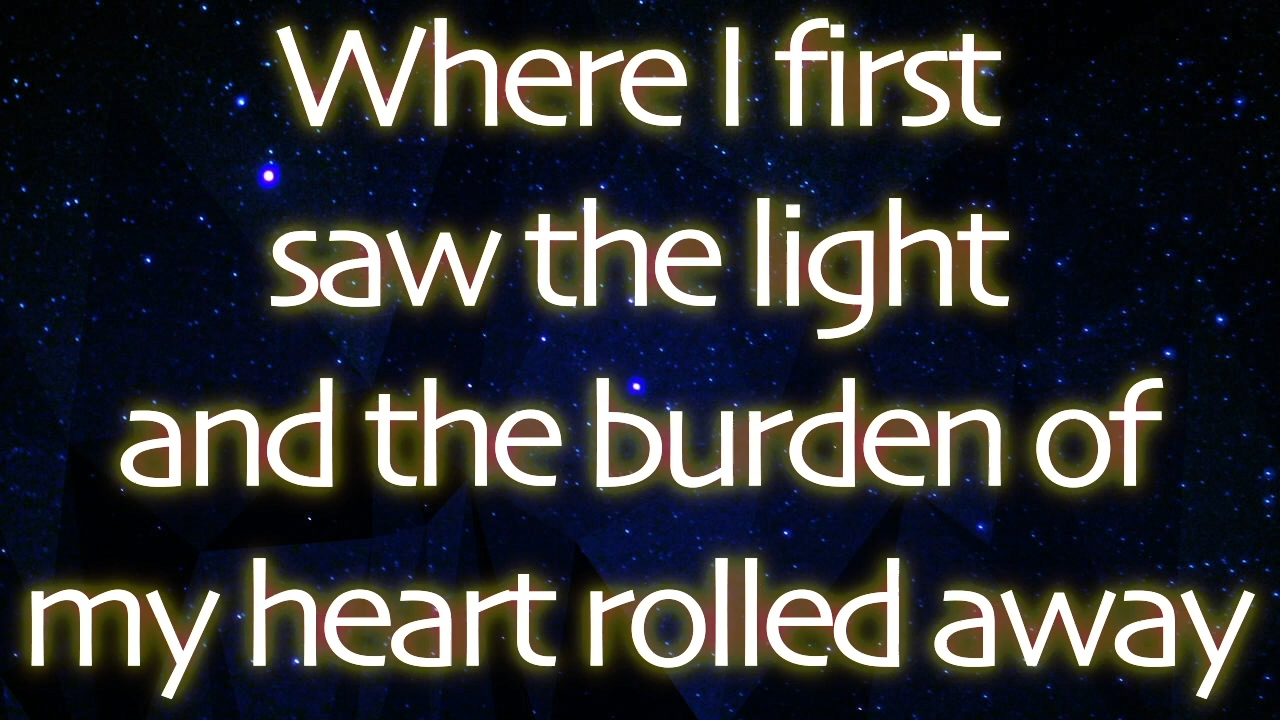 Where I first
saw the light
and the burden of
my heart rolled away